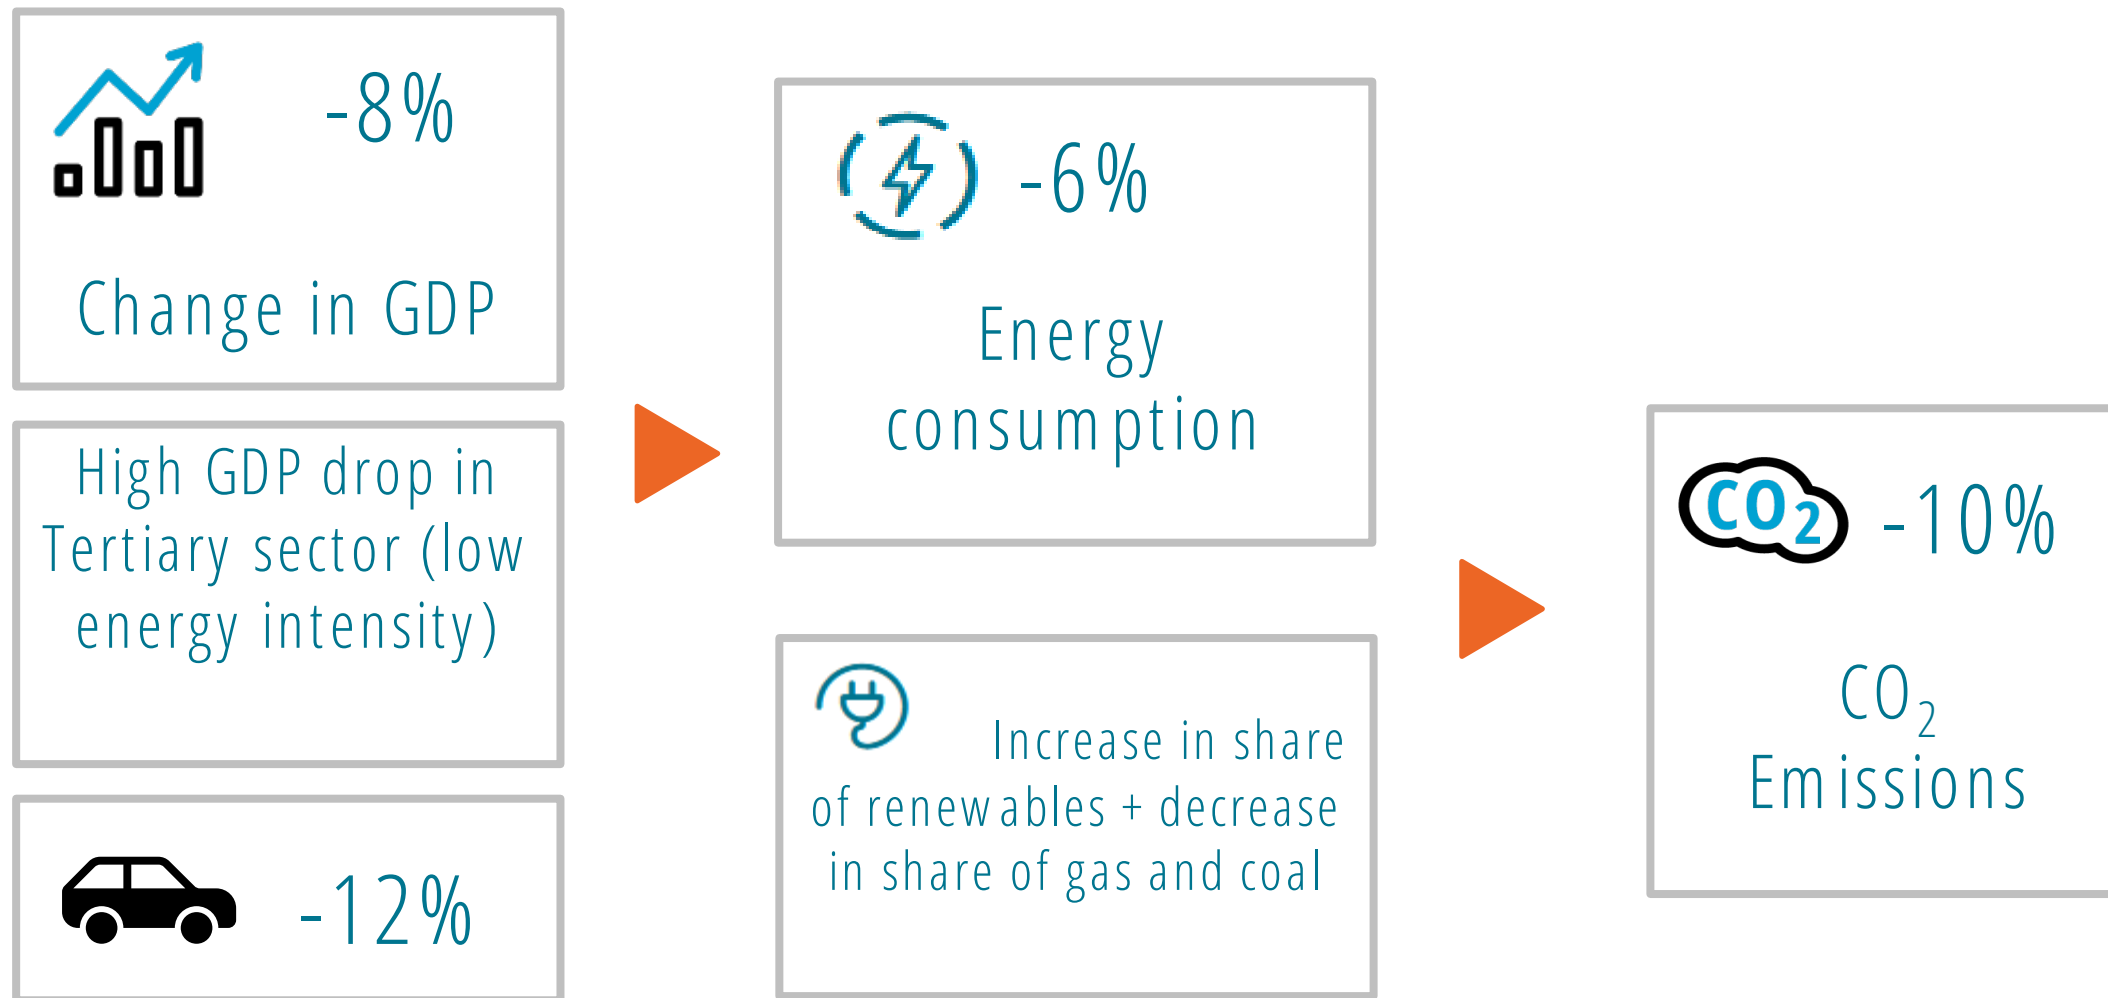 -8%
Change in GDP
High GDP drop in
Tertiary sector (low
energy intensity)
-12%
-6%
Energy
consumption
Increase in share
of renewables + decrease
in share of gas and coal
CO2 -10%
CO2
Emissions